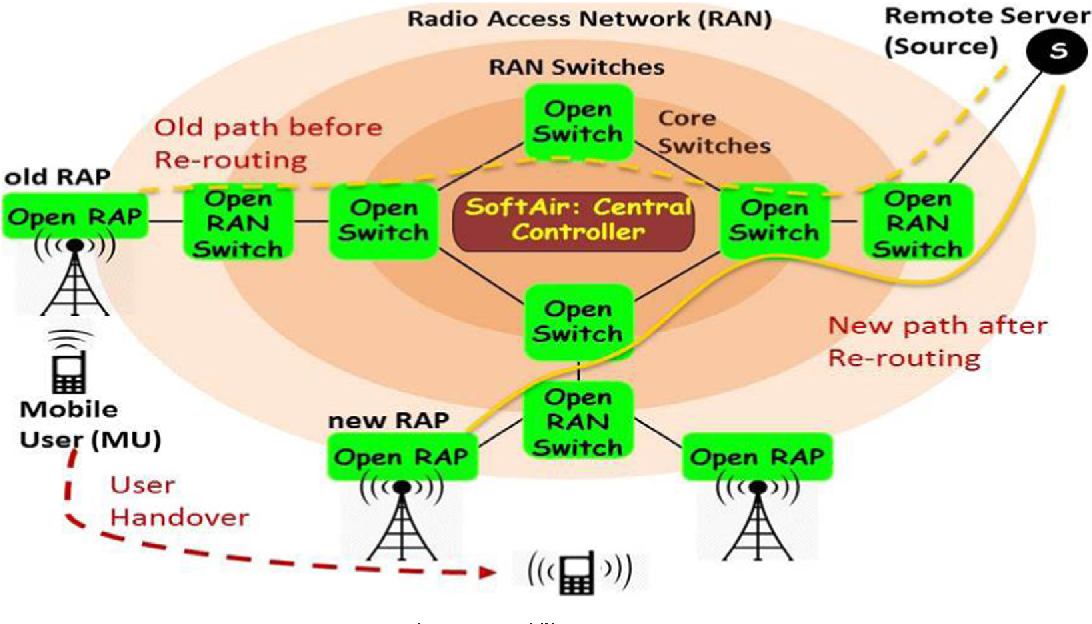 Radio Access Network (RAN)
Remote Server
(Source)
S
RAN Switches
Open
Switch
Core
Switches
Old path before
Re-routing
old RAP
Open RAP
Open
RAN
Switch
Open
Switch
SoftAir: Central
Controller
Open
Switch
Open
RAN
Switch
Open
Switch
New path after
Re-routing
Mobile
User (MU)
new RAP
Open RAP
Open
RAN
Switch
Open RAP
User
Handover